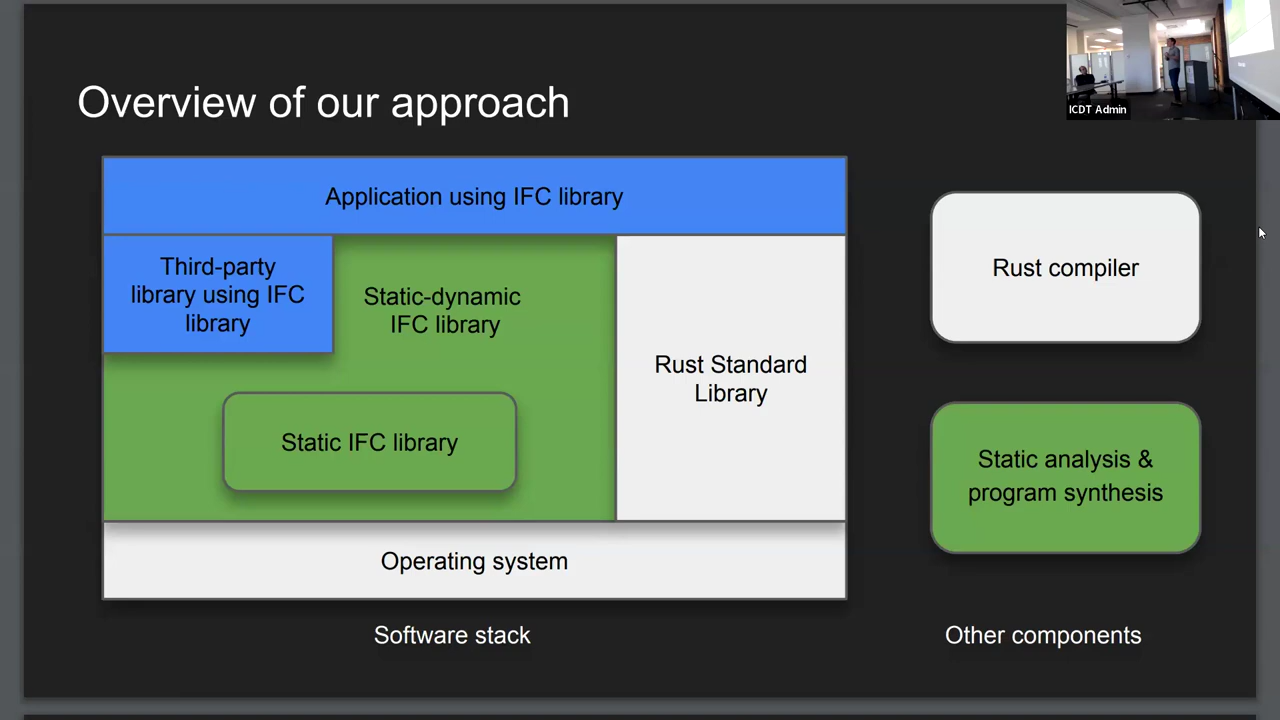 ICDT Admin
Overview of our approach
Application using IFC library
Third-party
library using IFC
library
Static-dynamic
IFC library
Static IFC library
Rust Standard
Library
Operating system
Software stack
Rust compiler
Static analysis &
program synthesis
Other components